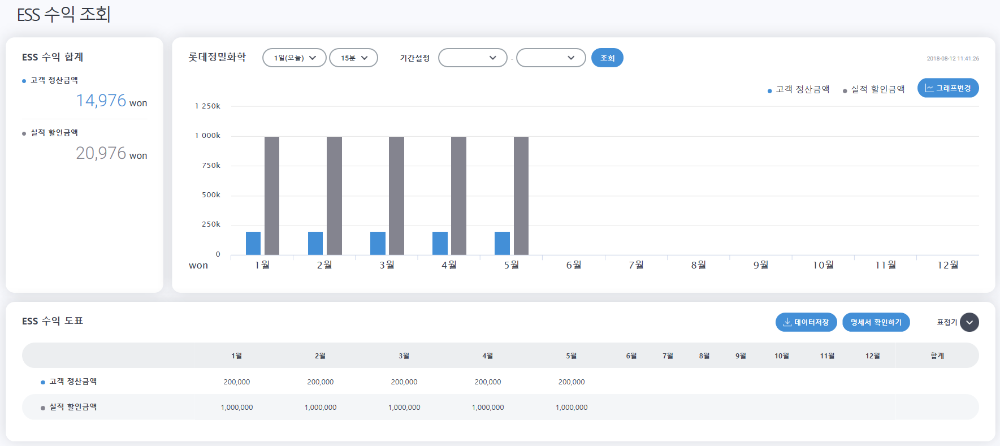 ESS 수익 조회
ESS 수익 합계
고객 정산금액
14,976 won
실적 할인금액
20,976 won
롯데정밀화학 1일(오늘) 15분 기간설정 - 조회 2018-08-12 11:41:26
고객 정산금액 실적 할인금액 그래프변경
1 250k
1 000k
750k
500k
250k
0
won 1월 2월 3월 4월 5월 6월 7월 8월 9월 10월 11월 12월
ESS 수익 도표 데이터저장 명세서 확인하기 표접기
1월 2월 3월 4월 5월 6월 7월 8월 9월 10월 11월 12월 합계
고객 정산금액 200,000 200,000 200,000 200,000 200,000
실적 할인금액 1,000,000 1,000,000 1,000,000 1,000,000 1,000,000